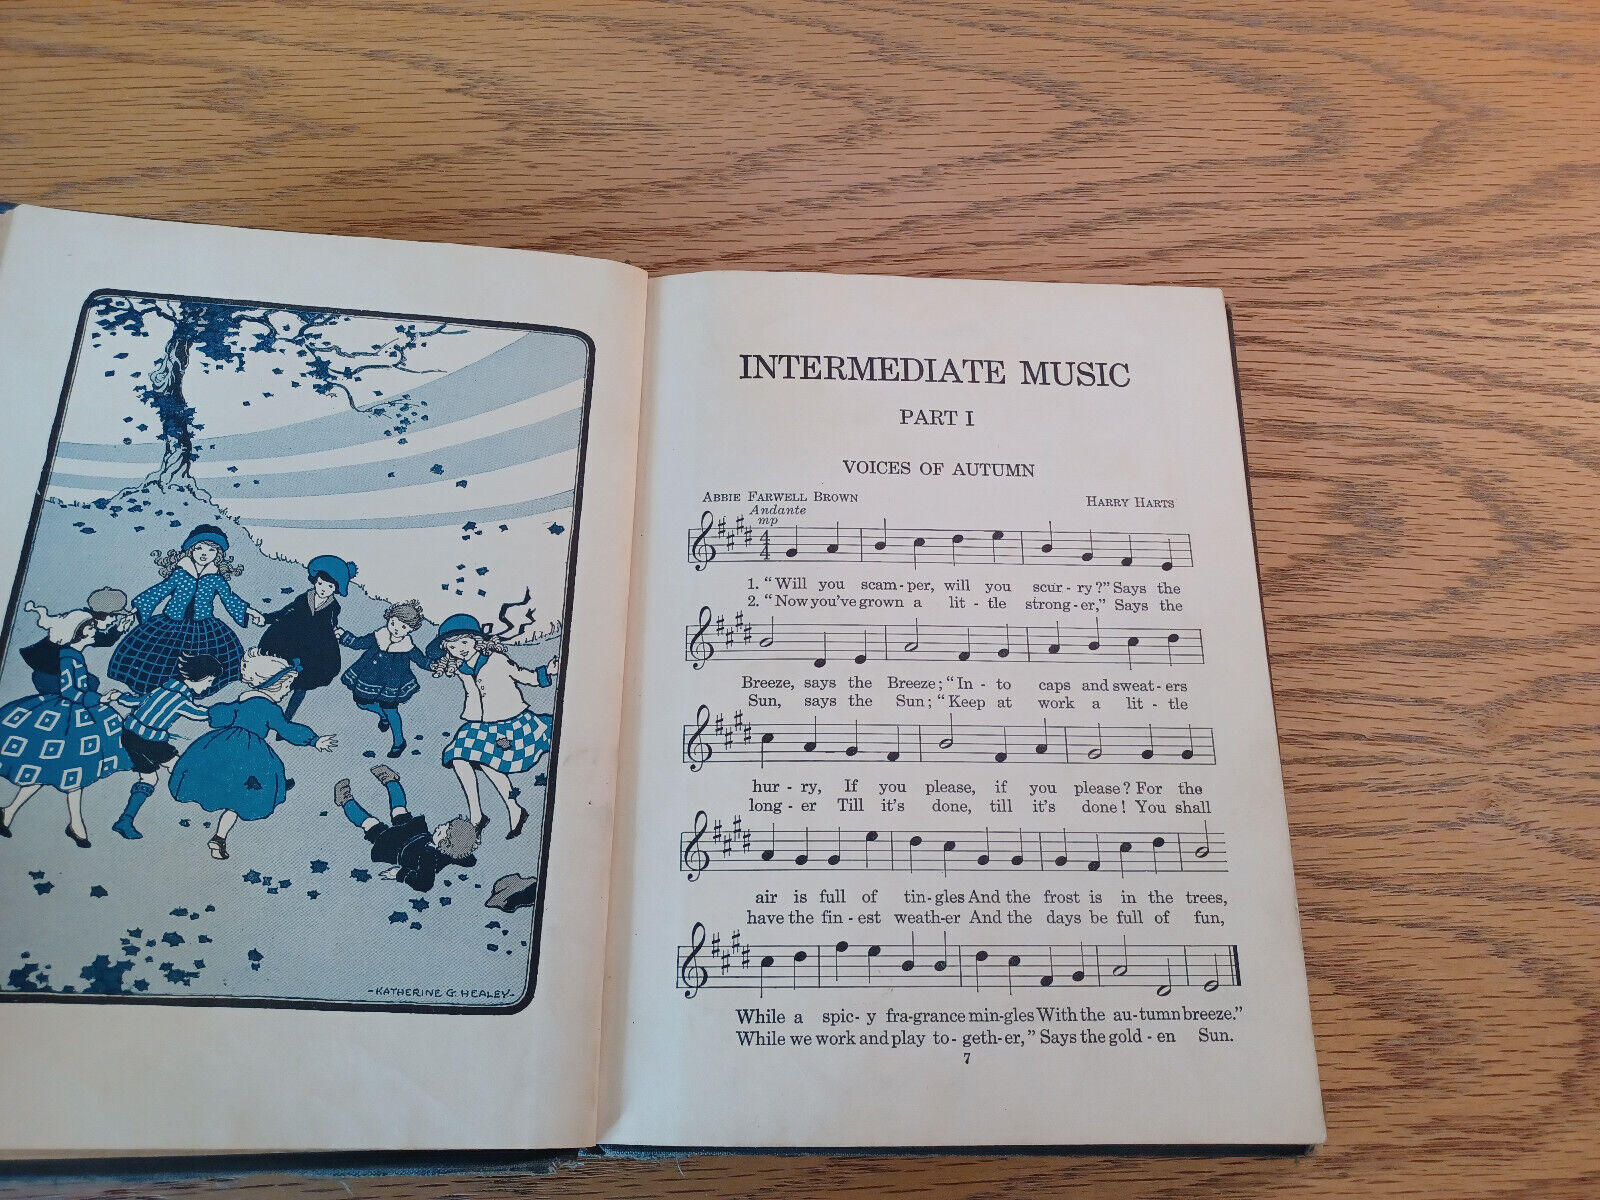 -KATHERINE G. HEALEY-
INTERMEDIATE MUSIC
PART I
VOICES OF AUTUMN
ABBIE FARWELL BROWN HARRY HARTS
Andante
mp
4
4
1. “Will you scam-per, will you scur-ry?” Says the
2. “Now you've grown a lit-tle strong-er,” Says the
Breeze, says the Breeze; “In-to caps and sweat-ers
Sun, says the Sun; “Keep at work a lit-tle
hur-ry, If you please, if you please? For the
long-er Till it's done, till it's done! You shall
air is full of tin-gles And the frost is in the trees,
have the fin-est weath-er And the days be full of fun,
While a spic-y fra-grance min-gles With the au-tumn breeze.”
While we work and play to-geth-er,” Says the gold-en Sun.
7